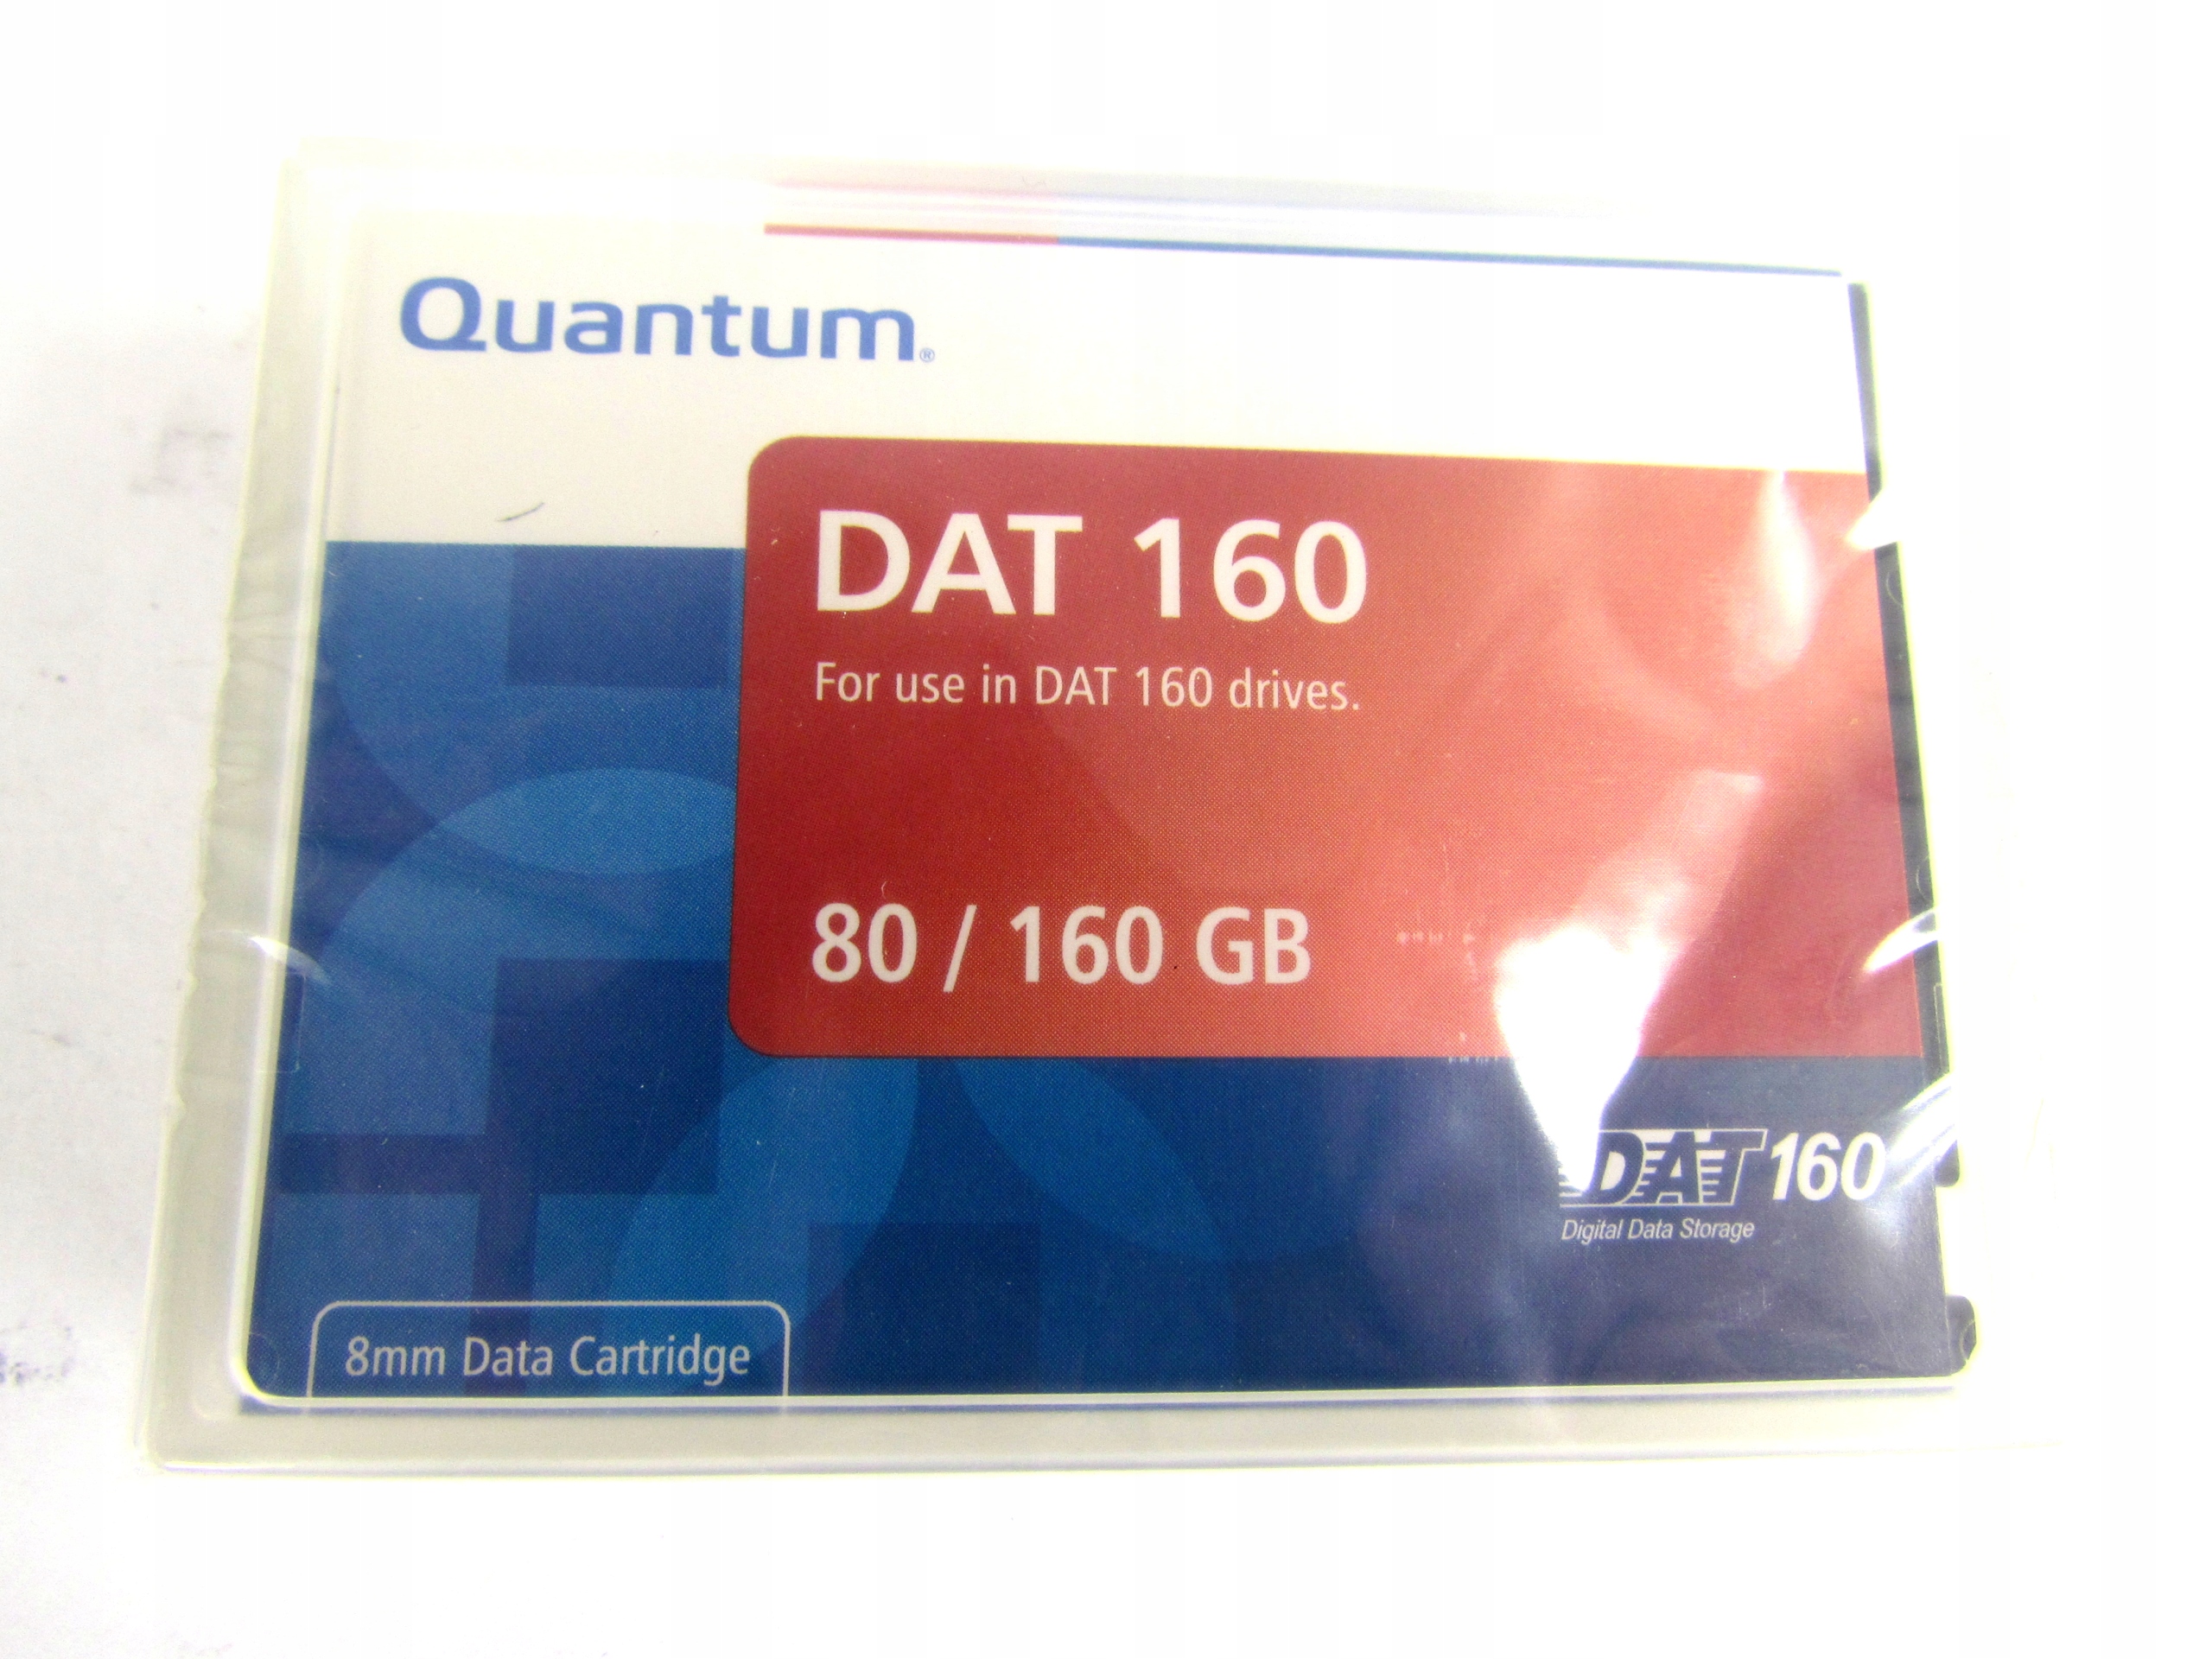 Quantum®
DAT 160
For use in DAT 160 drives.
80 / 160 GB
DAT 160
Digital Data Storage
8mm Data Cartridge